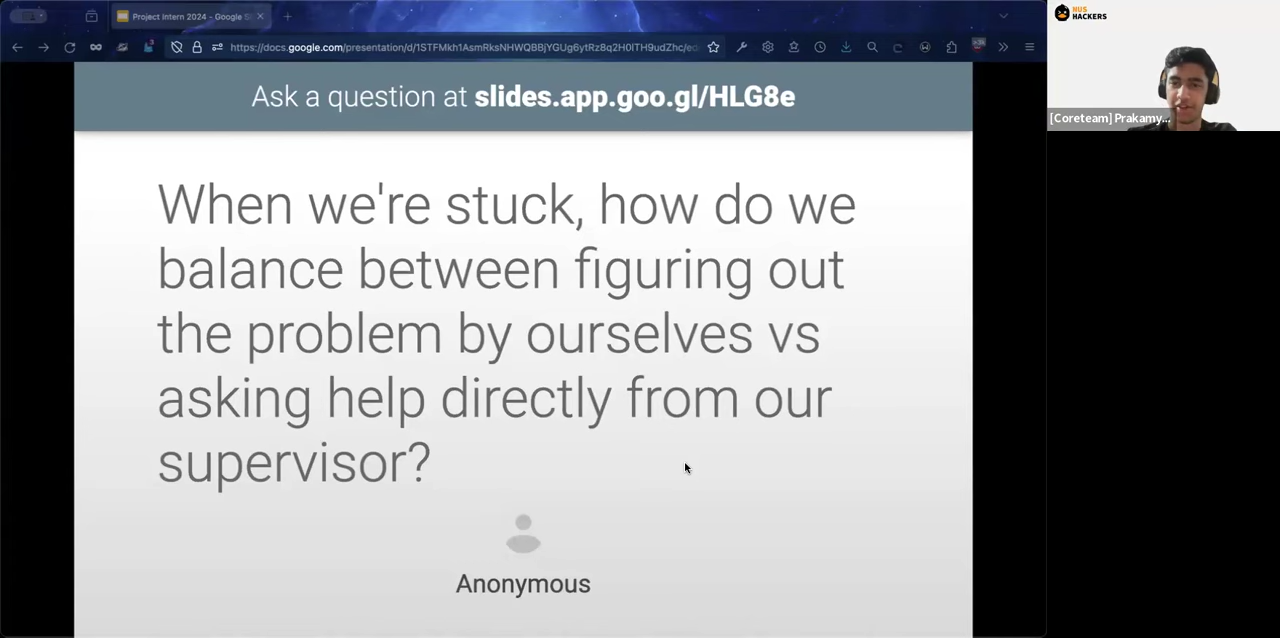 Project Intern 2024 - Google Sl
https://docs.google.com/presentation/d/1STFMkh1AsmRksNHWQBBjYGUg6ytRz8q2H0lTH9udZhc/ed
NUS
HACKERS
Ask a question at slides.app.goo.gl/HLG8e
[Coreteam] Prakamy...
When we're stuck, how do we
balance between figuring out
the problem by ourselves vs
asking help directly from our
supervisor?
Anonymous